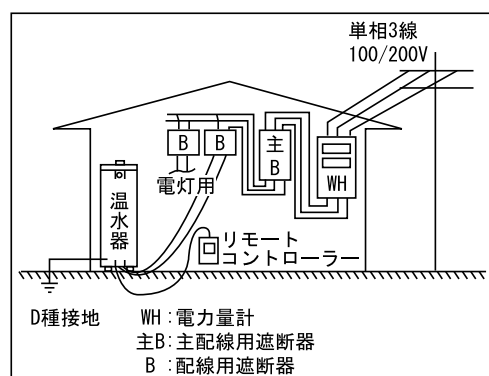 単相3線
100/200V
B
B
主
B
WH
電灯用
温水器
リモート
コントローラー
D種接地
WH:電力量計
主B:主配線用遮断器
B:配線用遮断器